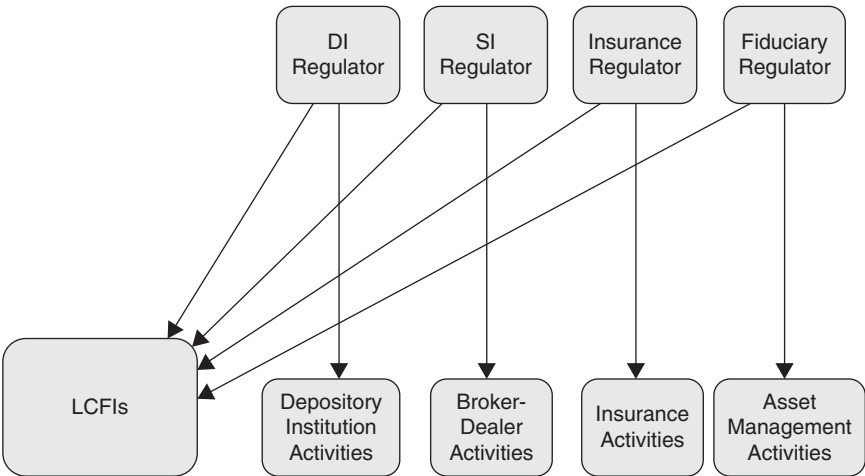 DI
Regulator
SI
Regulator
Insurance
Regulator
Fiduciary
Regulator
LCFIs
Depository
Institution
Activities
Broker-
Dealer
Activities
Insurance
Activities
Asset
Management
Activities